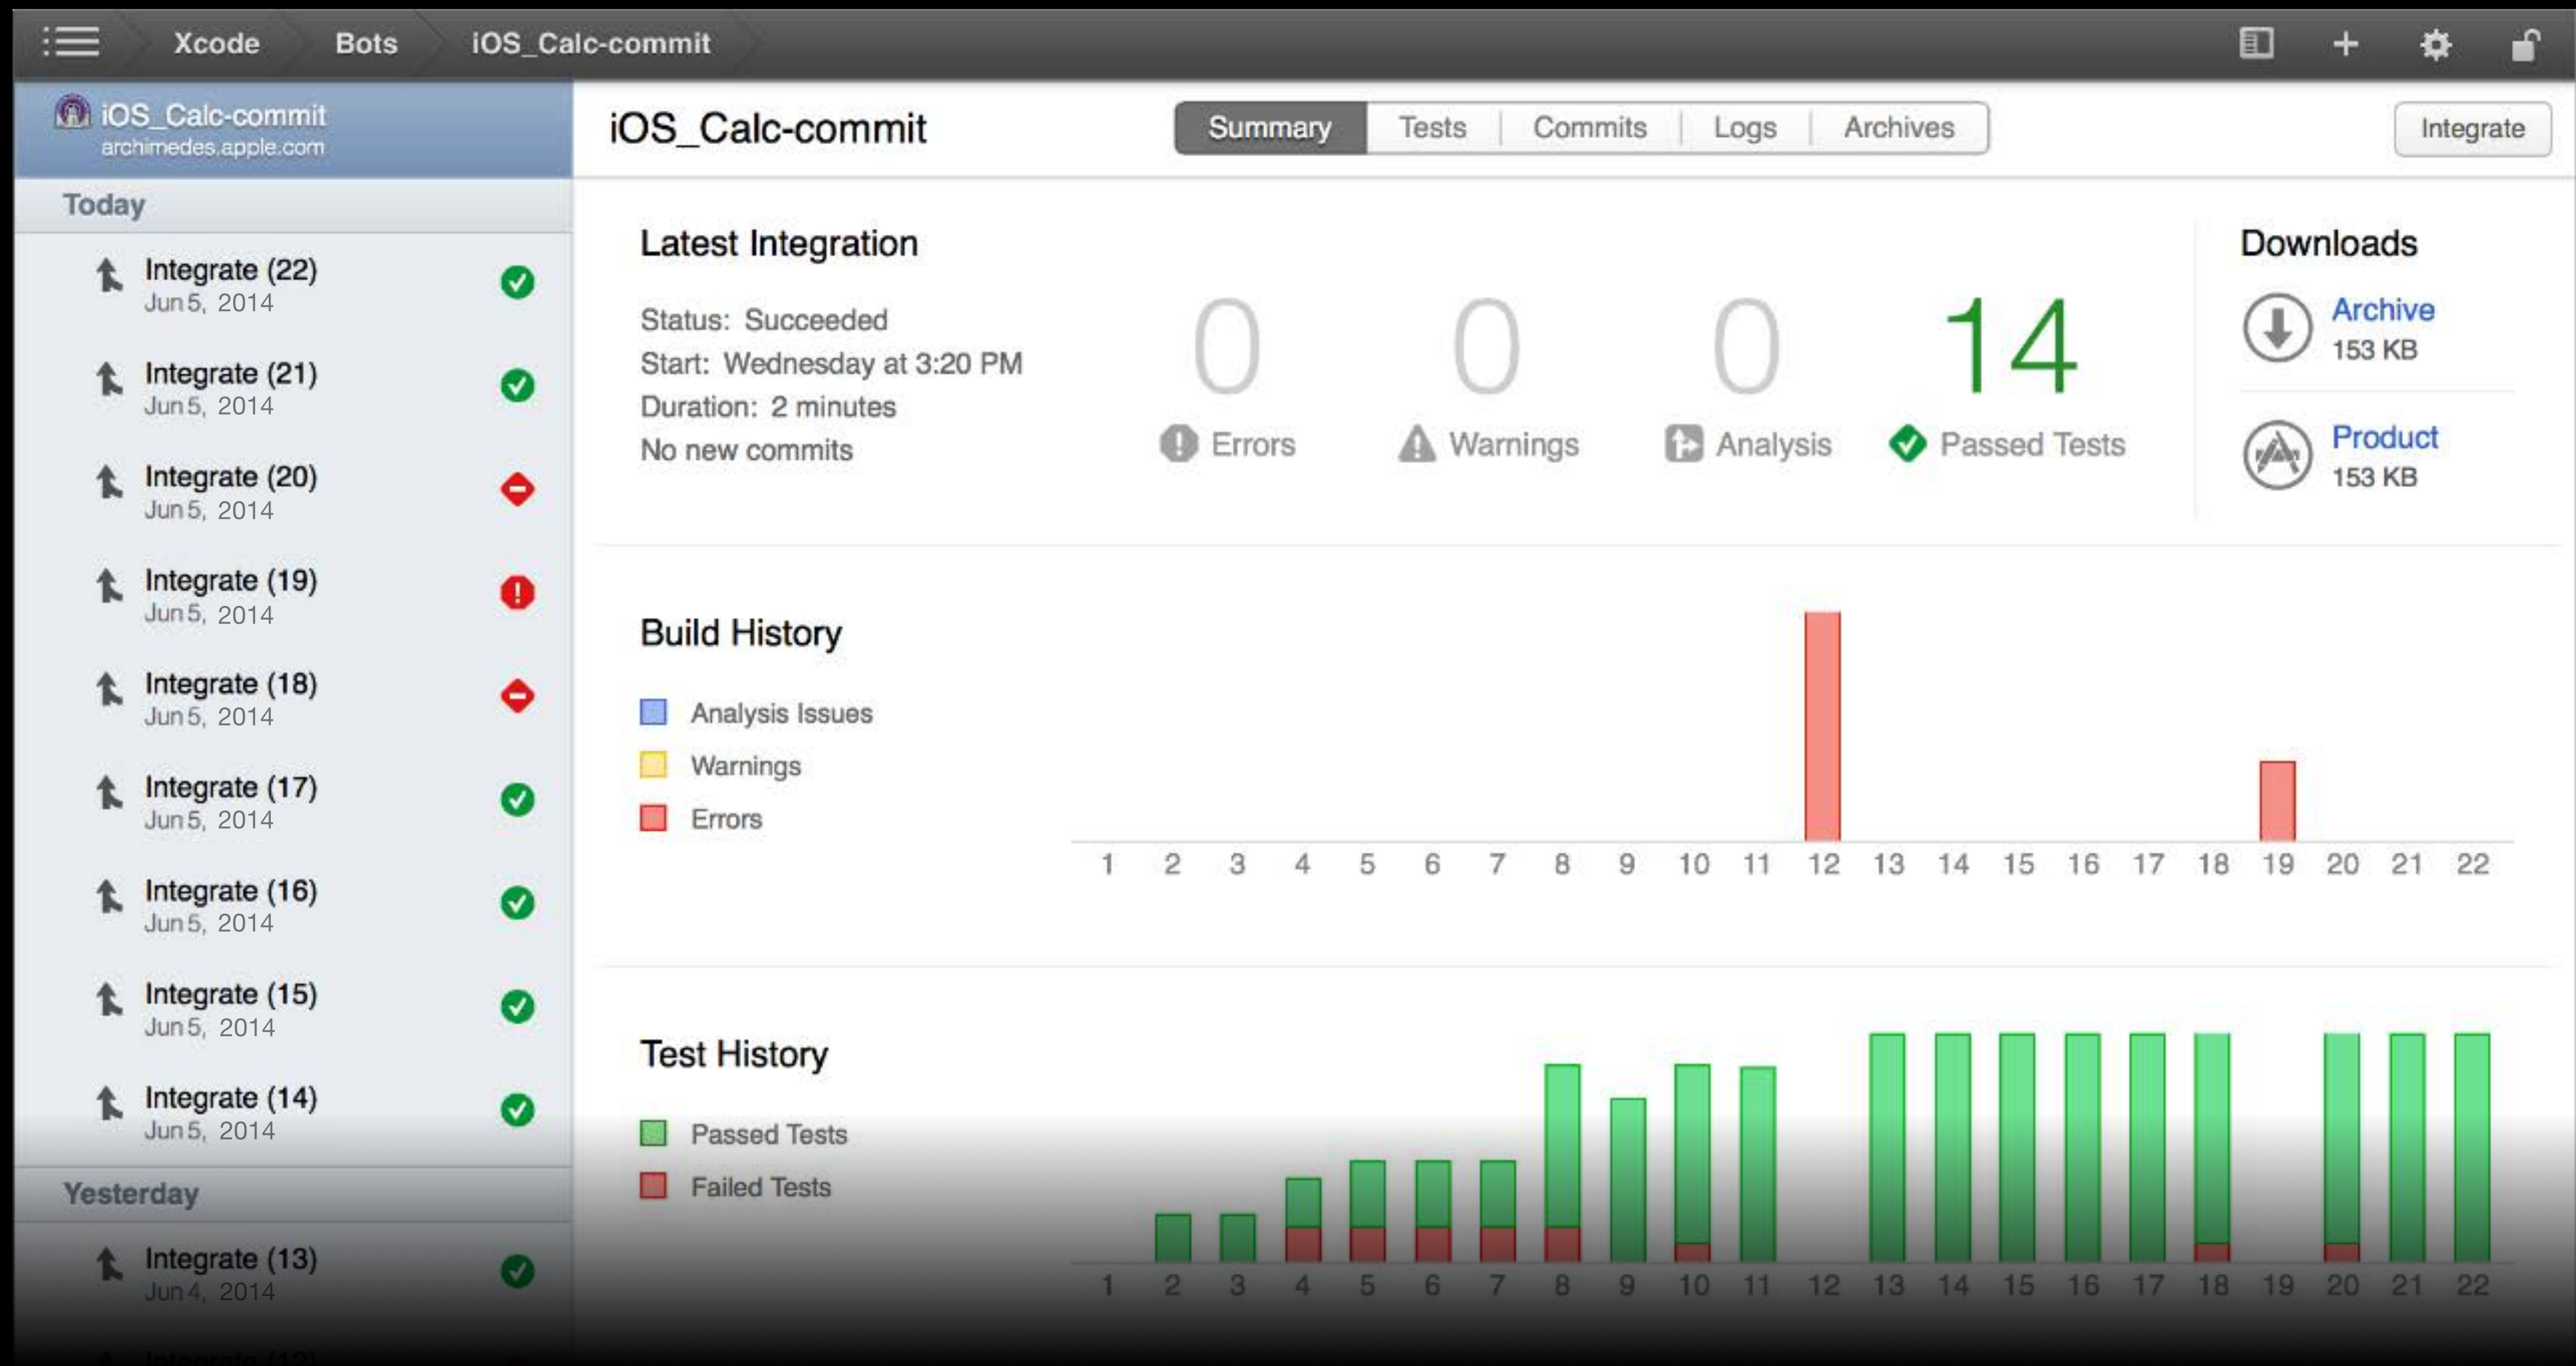 Xcode Bots iOS_Calc-commit
iOS_Calc-commit
archimedes.apple.com
Today
Integrate (22)
Jun 5, 2014
Integrate (21)
Jun 5, 2014
Integrate (20)
Jun 5, 2014
Integrate (19)
Jun 5, 2014
Integrate (18)
Jun 5, 2014
Integrate (17)
Jun 5, 2014
Integrate (16)
Jun 5, 2014
Integrate (15)
Jun 5, 2014
Integrate (14)
Jun 5, 2014
Yesterday
Integrate (13)
Jun 4, 2014
Integrate (12)
iOS_Calc-commit
Summary Tests Commits Logs Archives
Integrate
Latest Integration
Status: Succeeded
Start: Wednesday at 3:20 PM
Duration: 2 minutes
No new commits
0 0 0 14
Errors Warnings Analysis Passed Tests
Downloads
Archive
153 KB
Product
153 KB
Build History
Analysis Issues
Warnings
Errors
1 2 3 4 5 6 7 8 9 10 11 12 13 14 15 16 17 18 19 20 21 22
Test History
Passed Tests
Failed Tests
1 2 3 4 5 6 7 8 9 10 11 12 13 14 15 16 17 18 19 20 21 22